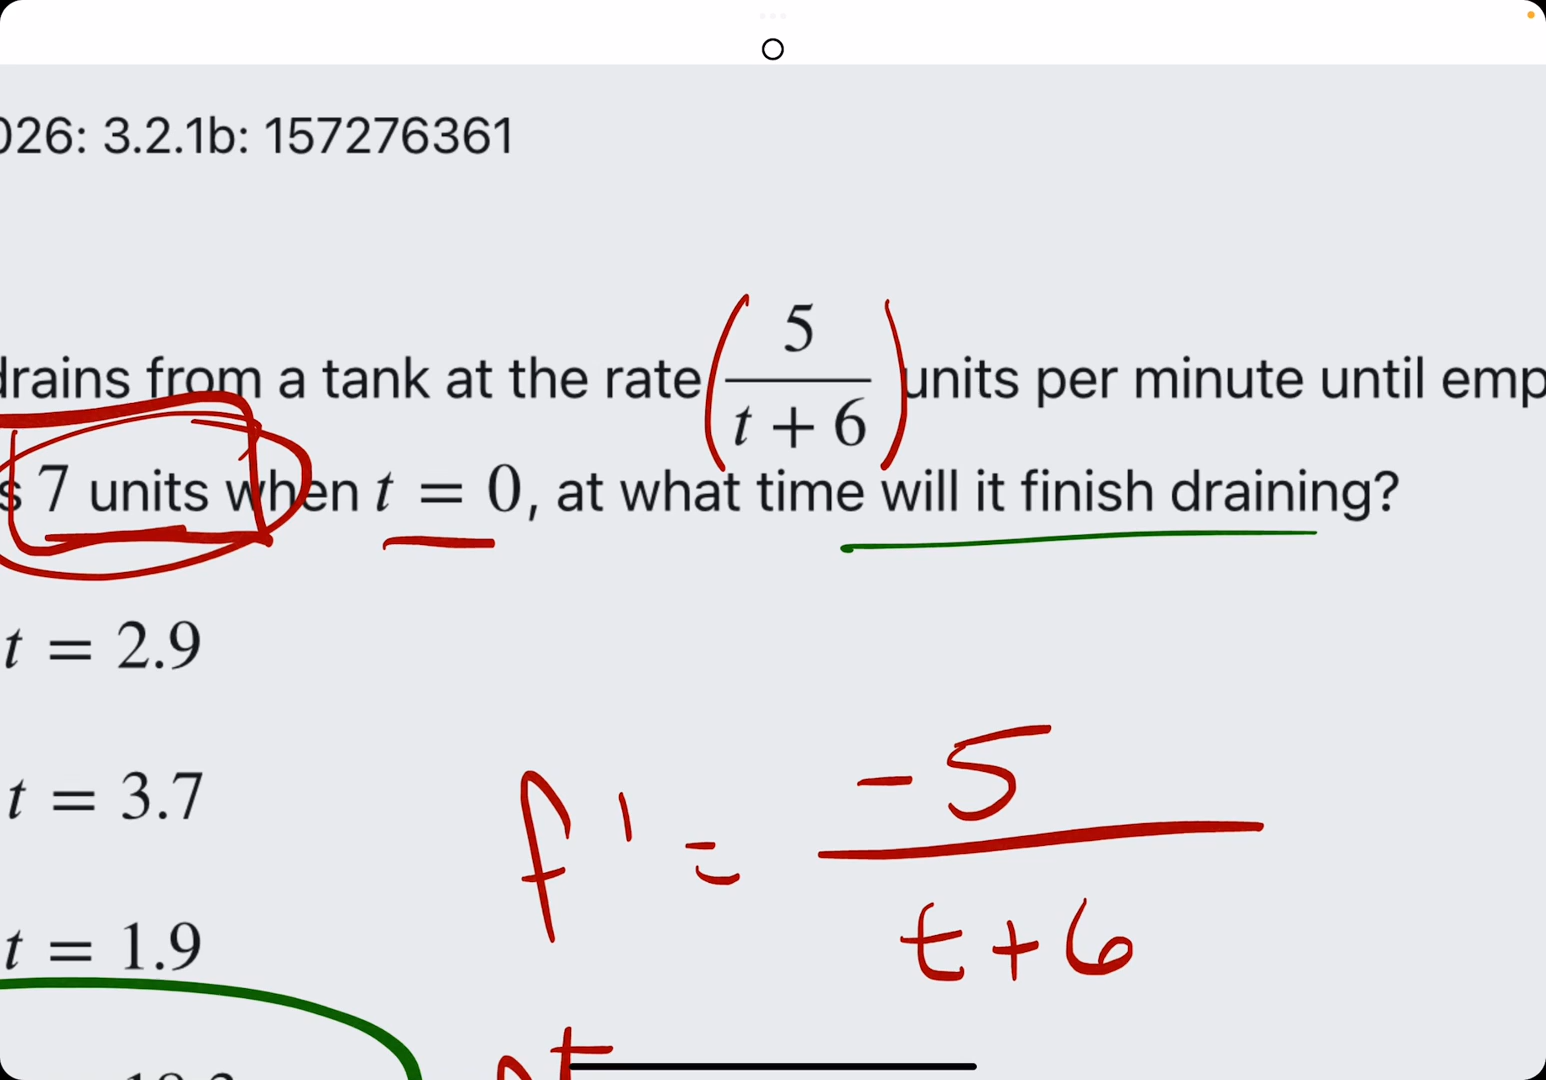 026: 3.2.1b: 157276361
drains from a tank at the rate 5/(t + 6) units per minute until emp
s 7 units when t = 0, at what time will it finish draining?
t = 2.9
t = 3.7
f' = -5/(t+6)
t = 1.9